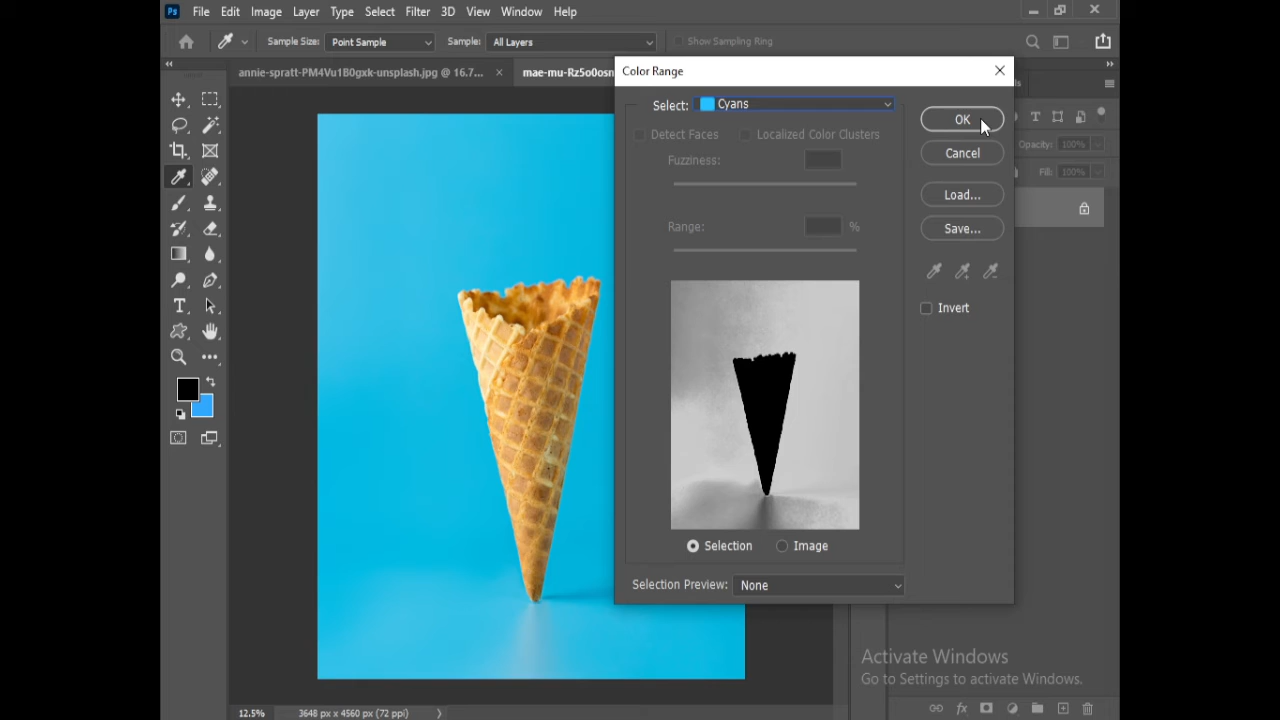 Ps File Edit Image Layer Type Select Filter 3D View Window Help
Sample Size: Point Sample Sample: All Layers Show Sampling Ring
annie-spratt-PM4Vu1B0gxk-unsplash.jpg @ 16.7... × mae-mu-Rz5o0osn
Color Range
Select: Cyans
OK
Detect Faces Localized Color Clusters
Opacity: 100%
Fuzziness:
Cancel
Fill: 100%
Load...
Range: %
Save...
Invert
Selection Image
Selection Preview: None
Activate Windows
Go to Settings to activate Windows.
12.5% 3648 px x 4560 px (72 ppi)